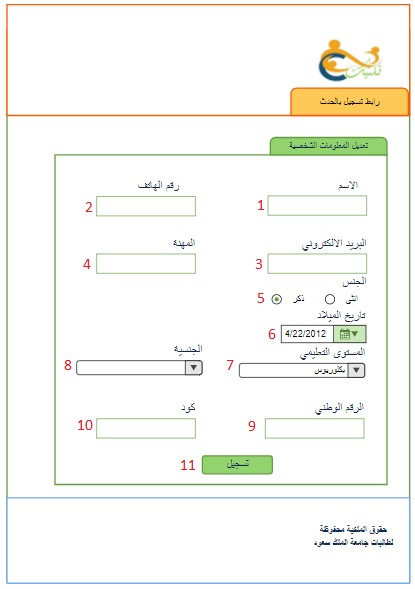 قلبيات
رابط تسجيل بالحدث
تعديل المعلومات الشخصية
الاسم
1
رقم الهاتف
2
البريد الالكتروني
3
المهنة
4
الجنس
5 ذكر انثى
تاريخ الميلاد
6 4/22/2012
المستوى التعليمي
7 بكلوريوس
الجنسية
8
الرقم الوطني
9
كود
10
11 تسجيل
حقوق الملكية محفوظة
لطالبات جامعة الملك سعود